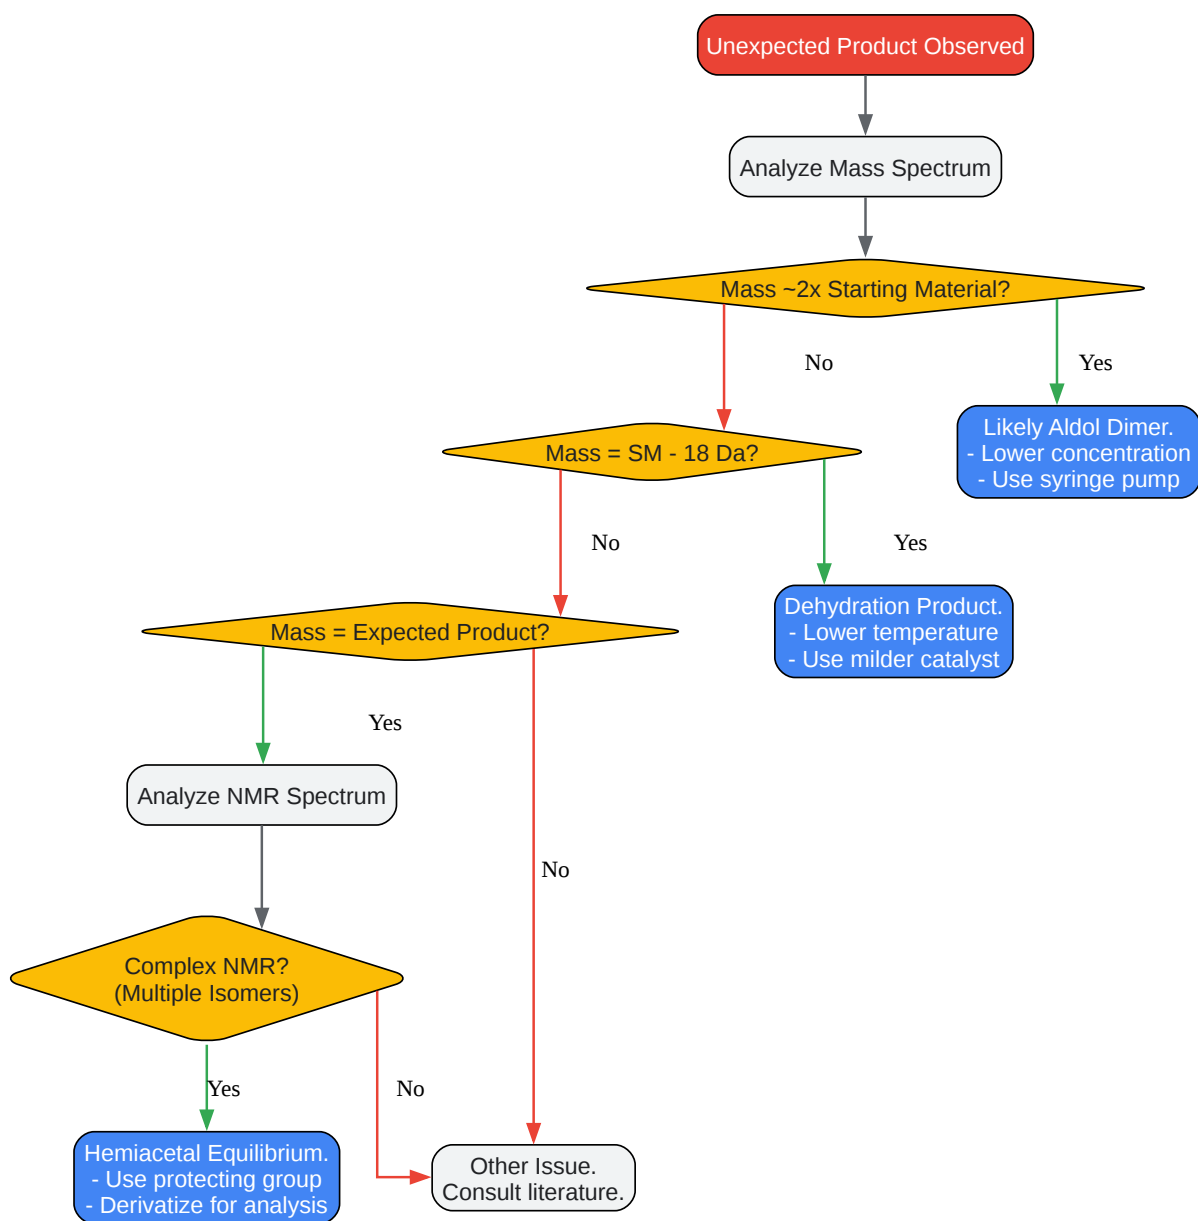 Unexpected Product Observed
Analyze Mass Spectrum
Mass ~2x Starting Material?
No
Yes
Likely Aldol Dimer.
- Lower concentration
- Use syringe pump
Mass = SM - 18 Da?
No
Yes
Dehydration Product.
- Lower temperature
- Use milder catalyst
Mass = Expected Product?
Yes
No
Analyze NMR Spectrum
Complex NMR?
(Multiple Isomers)
Yes
No
Hemiacetal Equilibrium.
- Use protecting group
- Derivatize for analysis
Other Issue.
Consult literature.